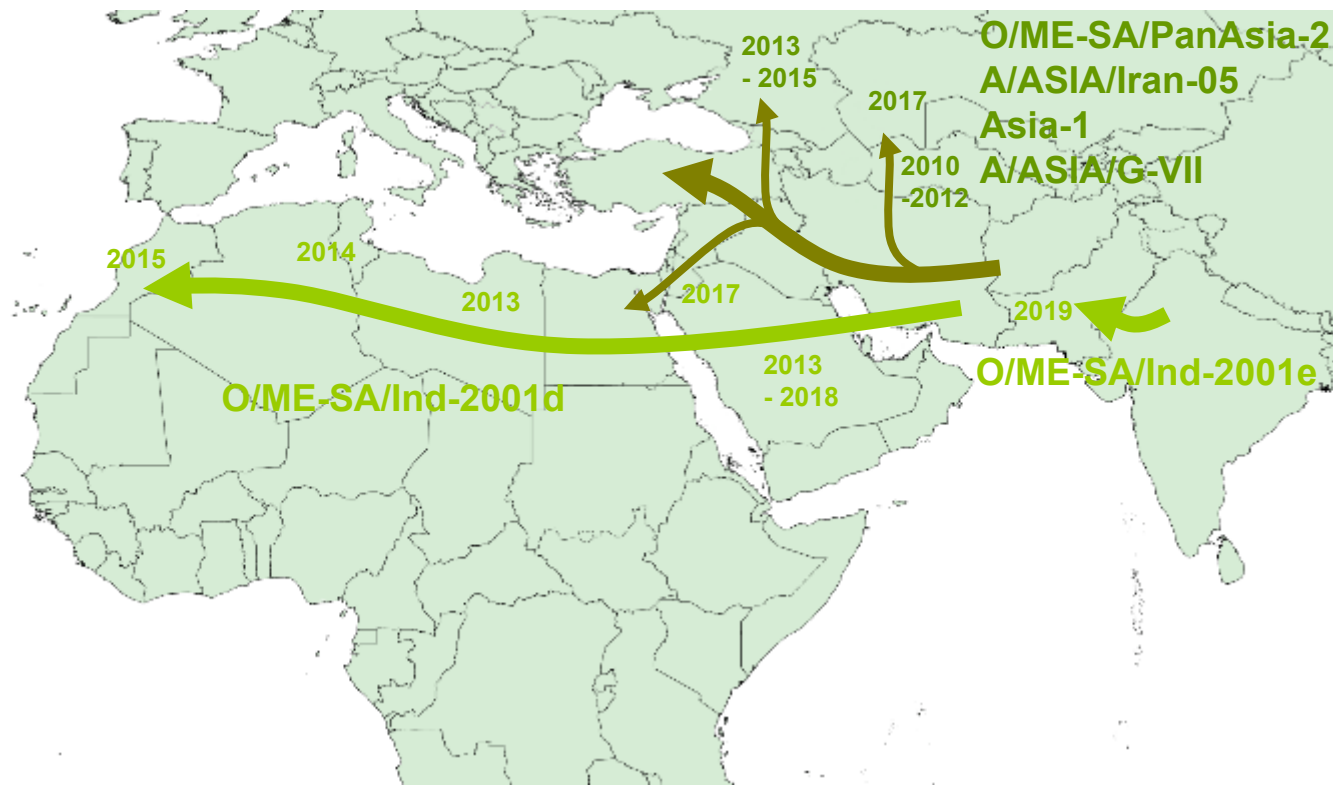 O/ME-SA/PanAsia-2
A/ASIA/Iran-05
Asia-1
A/ASIA/G-VII
2013
- 2015
2017
2010
-2012
2015
2014
2013
2017
2019
2013
- 2018
O/ME-SA/Ind-2001d
O/ME-SA/Ind-2001e